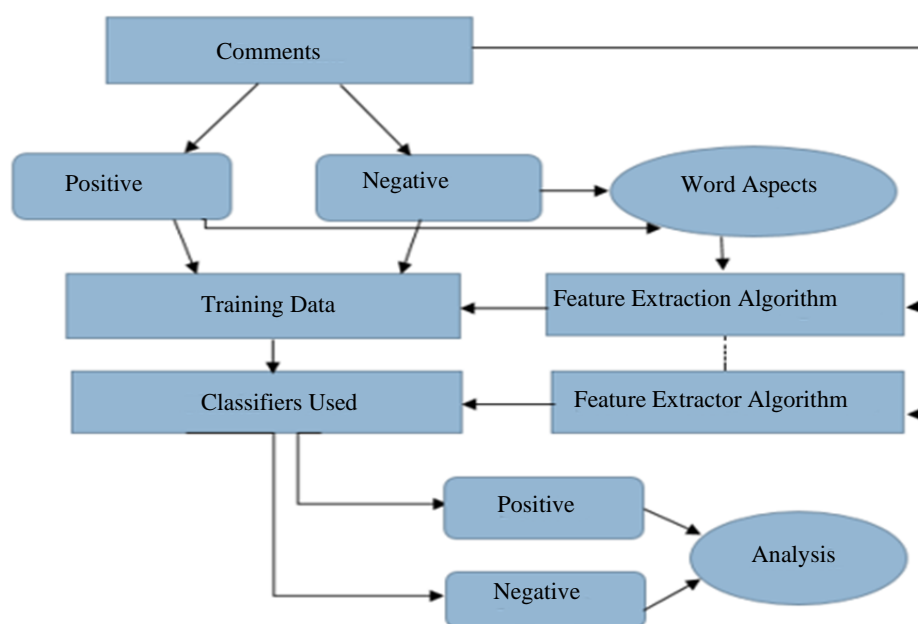 Comments
Positive
Negative
Word Aspects
Training Data
Feature Extraction Algorithm
Classifiers Used
Feature Extractor Algorithm
Positive
Analysis
Negative